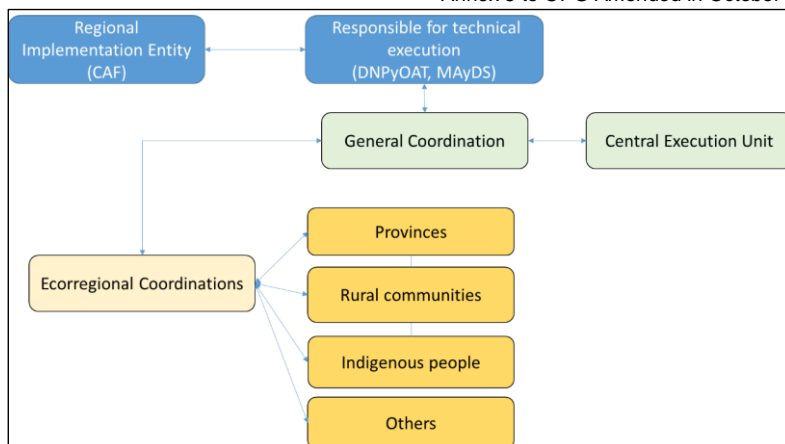 Regional
Implementation Entity
(CAF)
Responsible for technical
execution
(DNPyOAT, MAyDS)
General Coordination
Central Execution Unit
Ecorregional Coordinations
Provinces
Rural communities
Indigenous people
Others